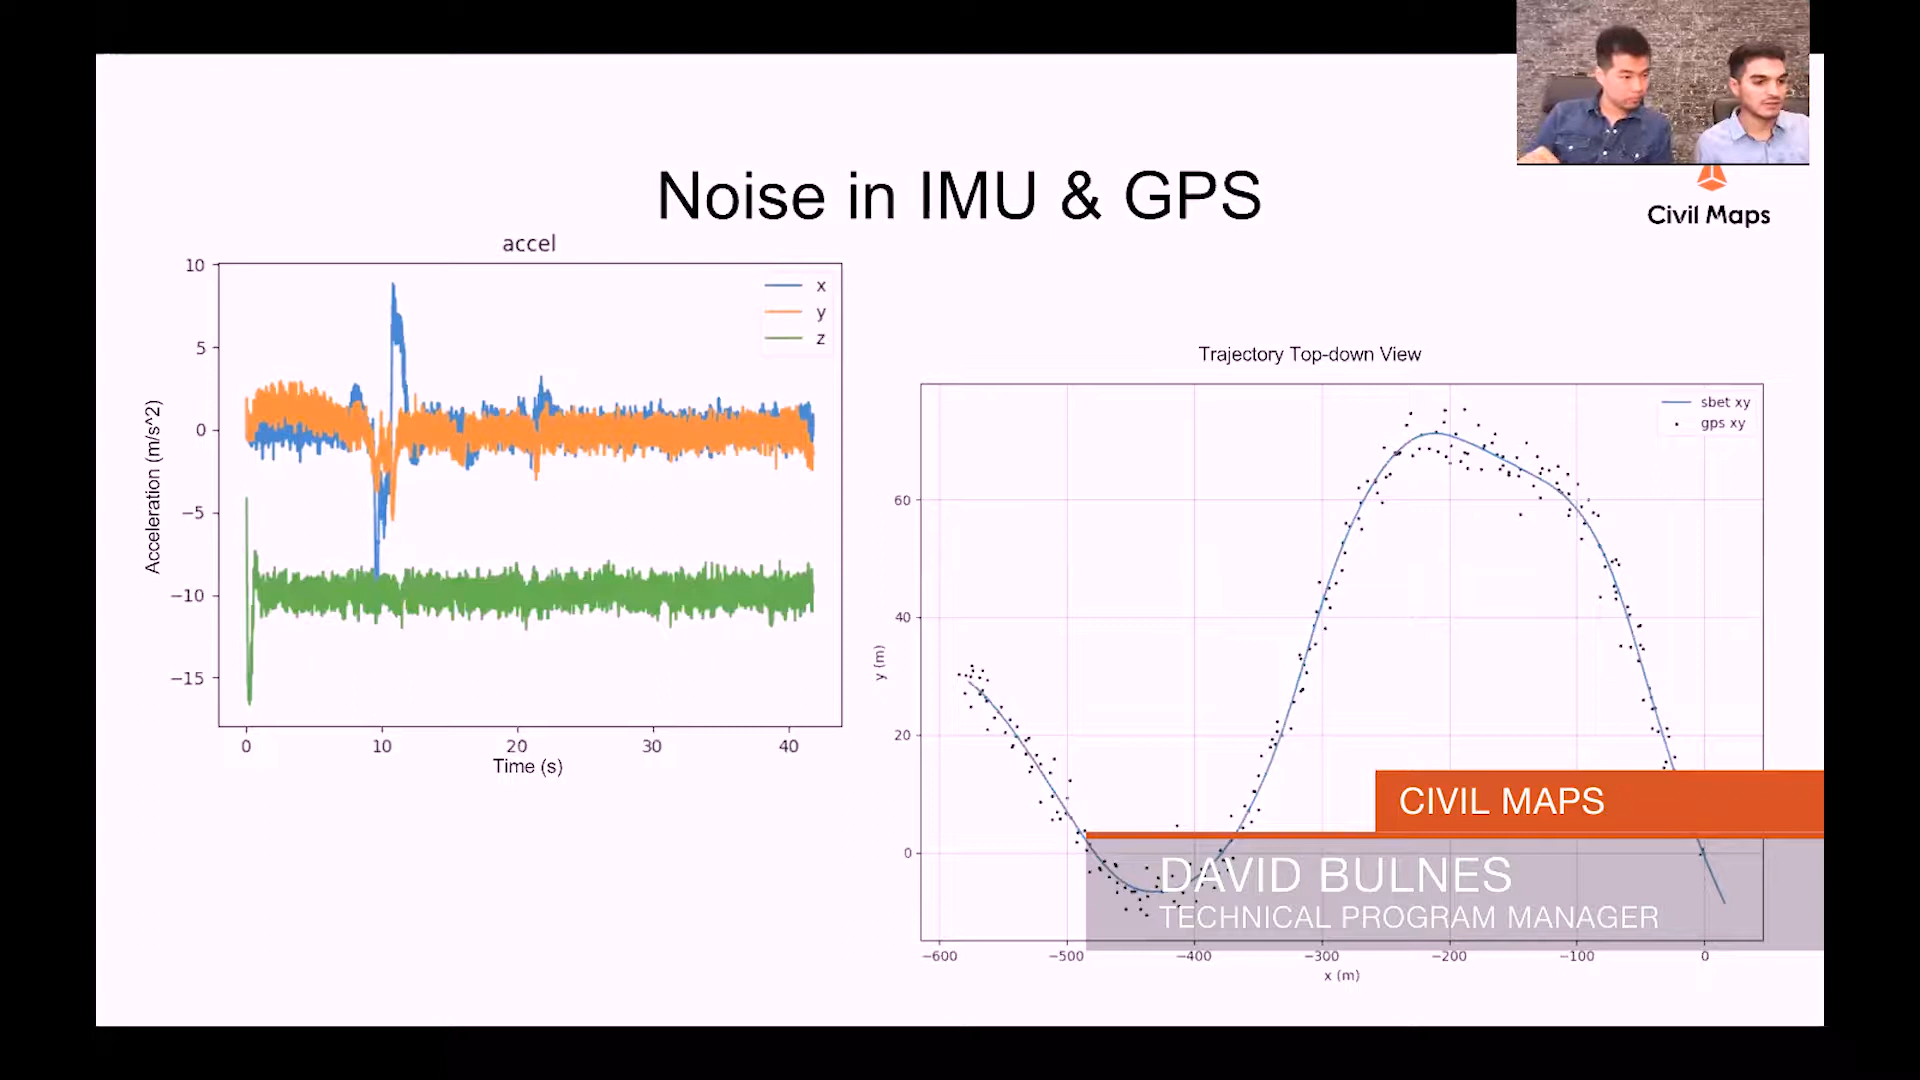 Noise in IMU & GPS
Civil Maps
accel
10
5
0
−5
−10
−15
Acceleration (m/s^2)
x
y
z
0 10 20 30 40
Time (s)
Trajectory Top-down View
sbet xy
gps xy
60
40
20
0
y (m)
−600 −500 −400 −300 −200 −100 0
x (m)
CIVIL MAPS
DAVID BULNES
TECHNICAL PROGRAM MANAGER